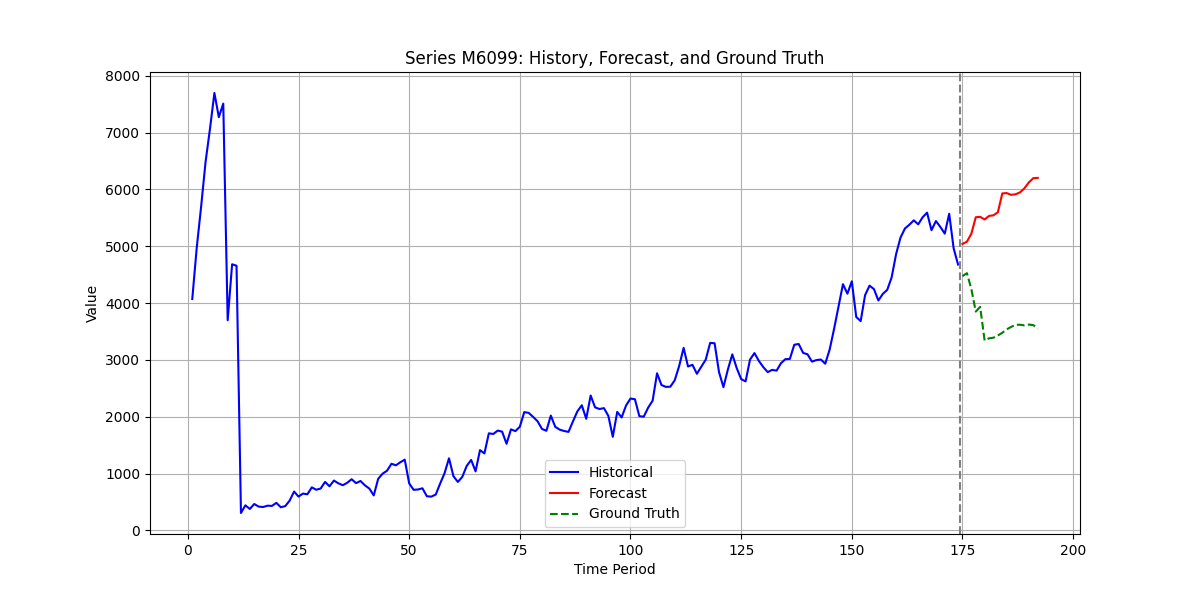 Series M6099: History, Forecast, and Ground Truth
8000
7000
6000
5000
4000
3000
2000
1000
0
Value
Historical
Forecast
Ground Truth
0 25 50 75 100 125 150 175 200
Time Period